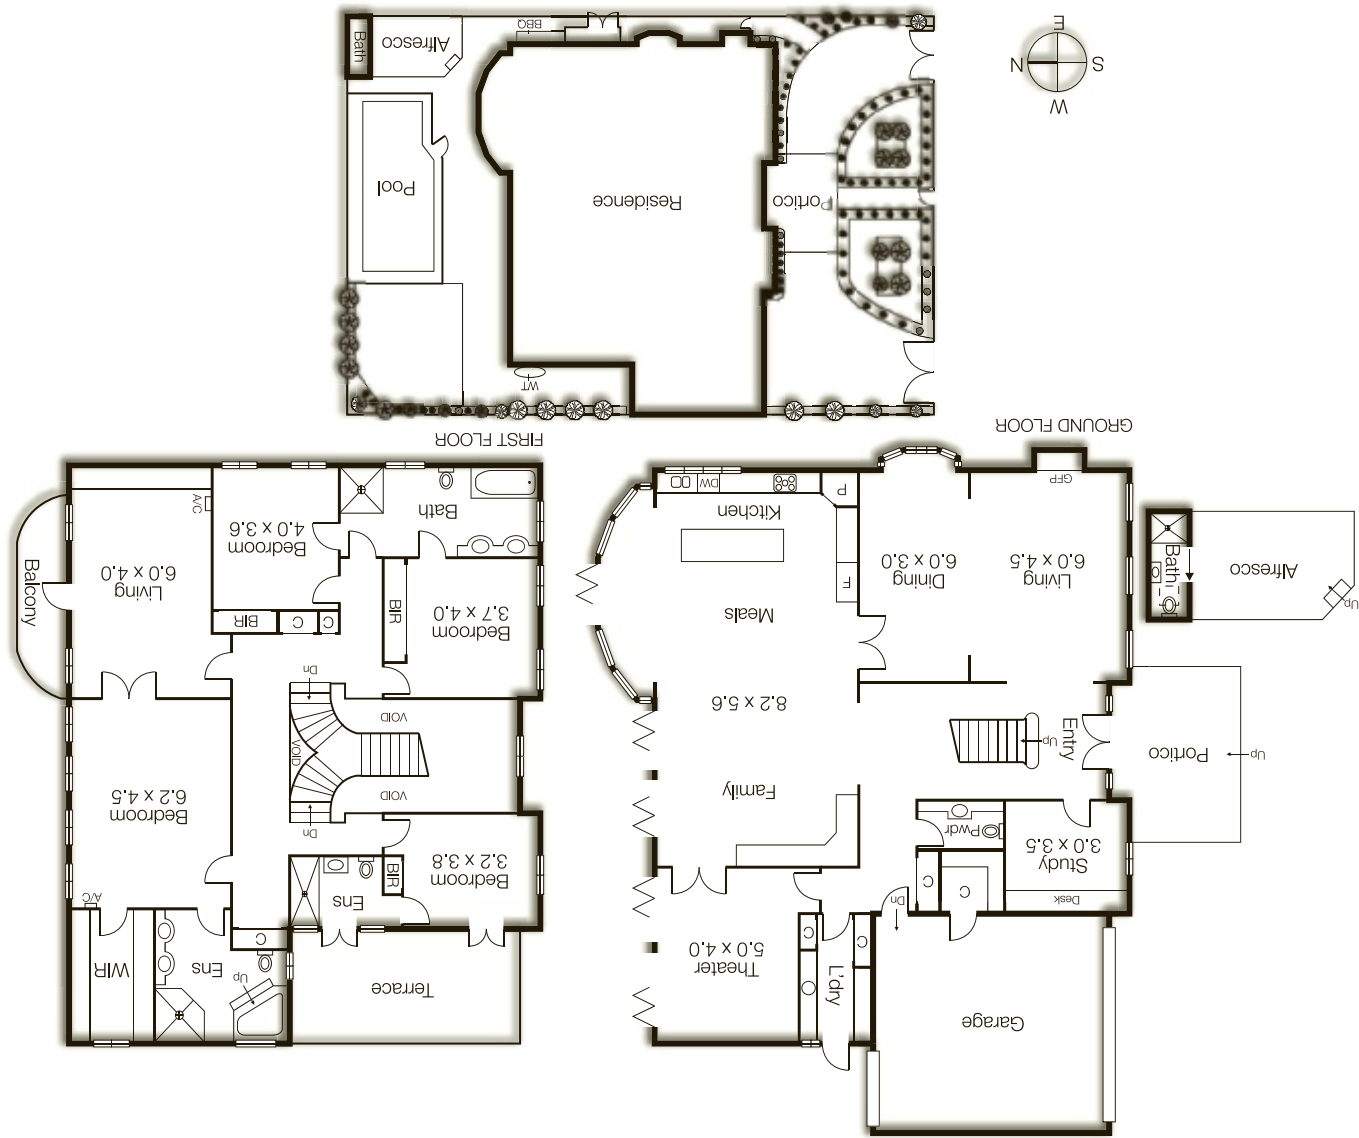 Garage
Theater
5.0 x 4.0
L'dry
C
C
Dn
C
C
Desk
Study
3.0 x 3.5
Pwdr
Family
8.2 x 5.6
Meals
Kitchen
DW
P
F
Entry
Up
Portico
Up
Dining
6.0 x 3.0
Living
6.0 x 4.5
GFP
Alfresco
Bath
Up
GROUND FLOOR
Terrace
WIR
Ens
Up
C
A/C
Ens
BIR
Bedroom
3.2 x 3.8
Bedroom
6.2 x 4.5
Dn
VOID
VOID
VOID
Dn
Balcony
Living
6.0 x 4.0
A/C
BIR
C
C
Bedroom
4.0 x 3.6
BIR
Bedroom
3.7 x 4.0
Bath
FIRST FLOOR
WT
Residence
Portico
Pool
Alfresco
Bath
BBQ
W
S
N
E